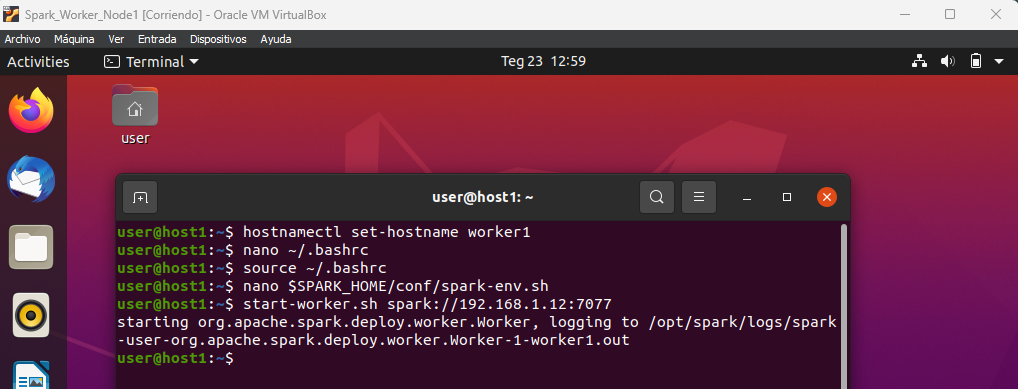 Spark_Worker_Node1 [Corriendo] - Oracle VM VirtualBox
Archivo Máquina Ver Entrada Dispositivos Ayuda
Activities Terminal Teg 23 12:59
user
user@host1: ~
user@host1:~$ hostnamectl set-hostname worker1
user@host1:~$ nano ~/.bashrc
user@host1:~$ source ~/.bashrc
user@host1:~$ nano $SPARK_HOME/conf/spark-env.sh
user@host1:~$ start-worker.sh spark://192.168.1.12:7077
starting org.apache.spark.deploy.worker.Worker, logging to /opt/spark/logs/spark
-user-org.apache.spark.deploy.worker.Worker-1-worker1.out
user@host1:~$